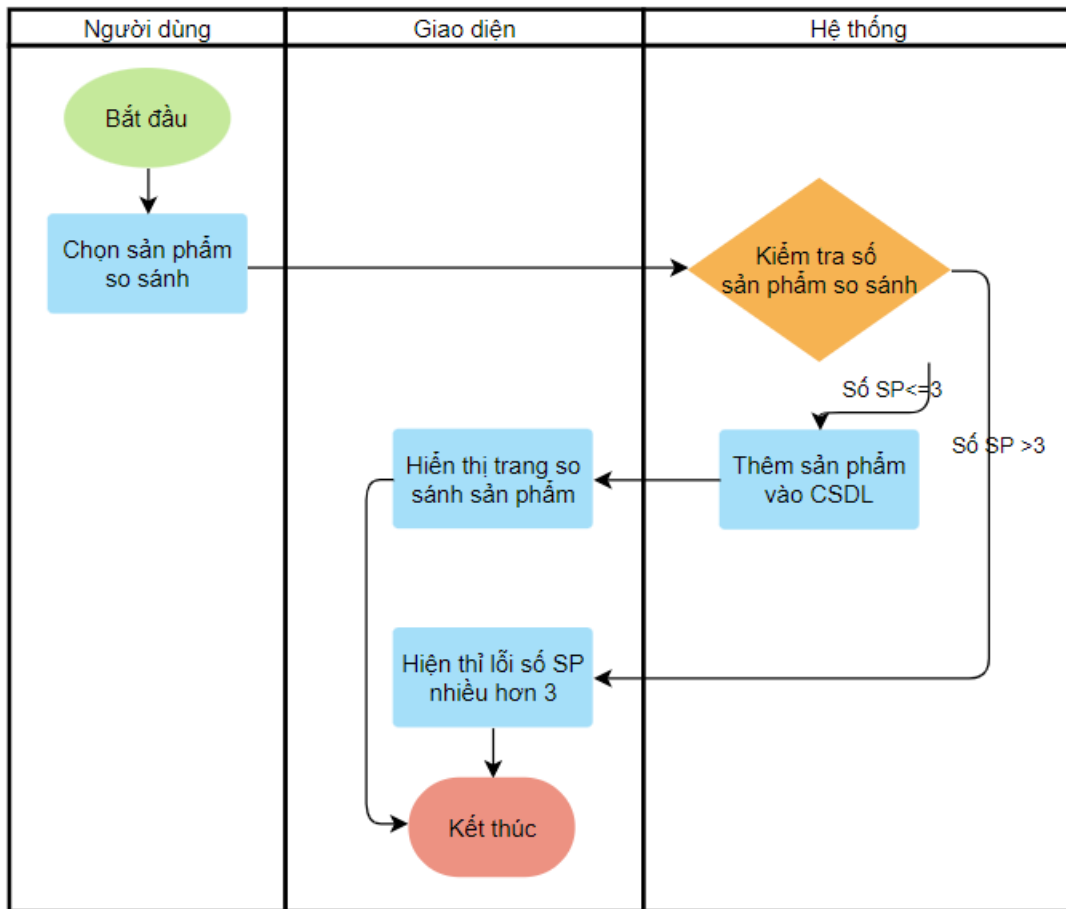 Người dùng
Giao diện
Hệ thống
Bắt đầu
Chọn sản phẩm
so sánh
Kiểm tra số
sản phẩm so sánh
Số SP<=3
Số SP >3
Hiển thị trang so
sánh sản phẩm
Thêm sản phẩm
vào CSDL
Hiện thỉ lỗi số SP
nhiều hơn 3
Kết thúc